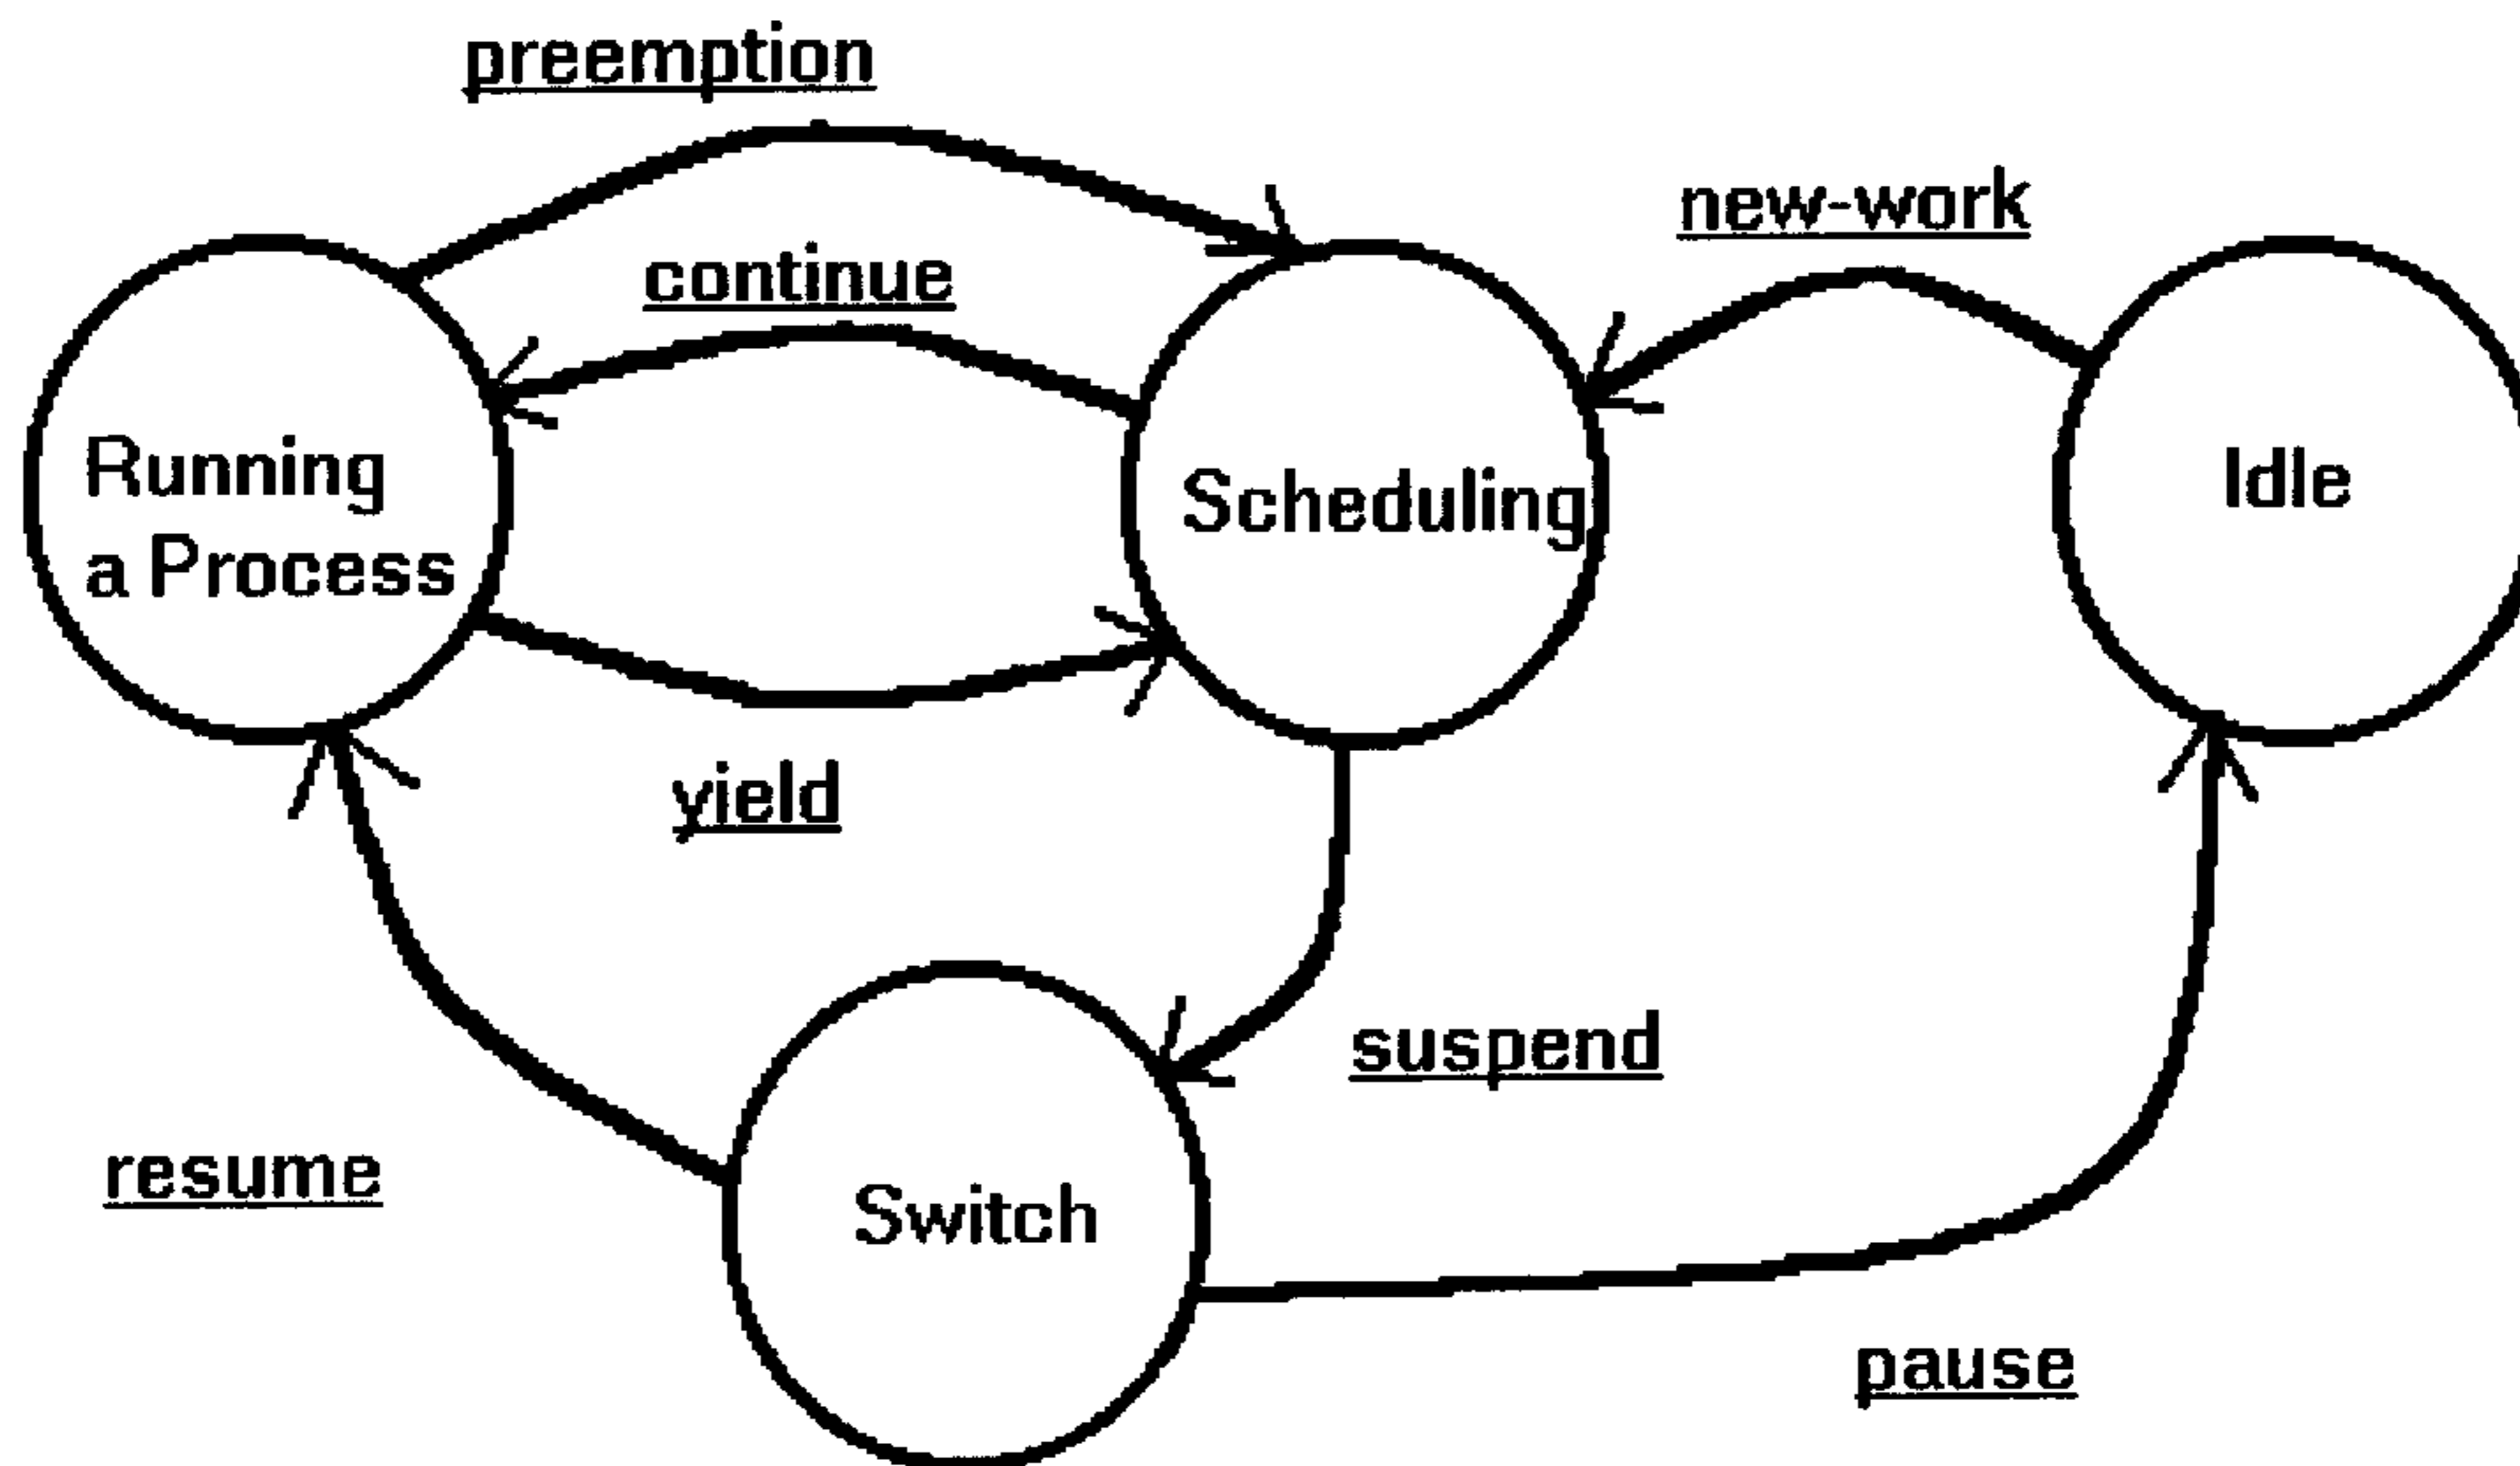 preemption
new-work
continue
Running
a Process
Scheduling
Idle
yield
suspend
resume
Switch
pause